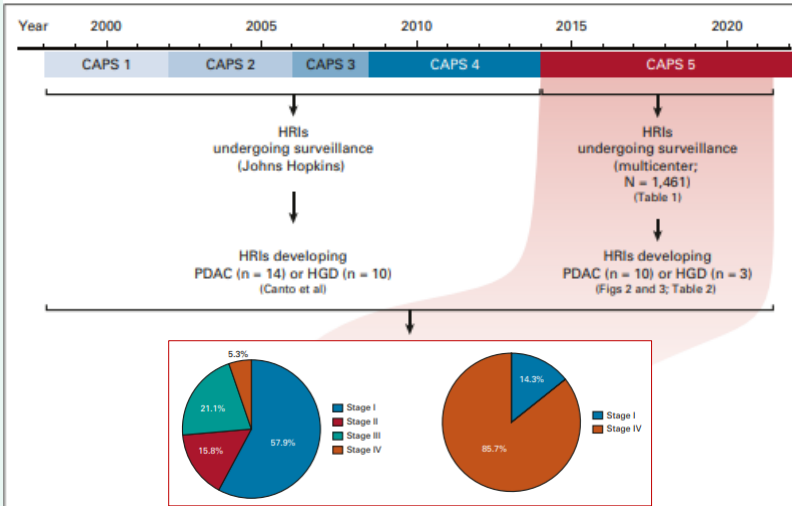 Year 2000 2005 2010 2015 2020
CAPS 1 CAPS 2 CAPS 3 CAPS 4 CAPS 5
HRIs
undergoing surveillance
(Johns Hopkins)
HRIs
undergoing surveillance
(multicenter;
N = 1,461)
(Table 1)
HRIs developing
PDAC (n = 14) or HGD (n = 10)
(Canto et al)
HRIs developing
PDAC (n = 10) or HGD (n = 3)
(Figs 2 and 3; Table 2)
5.3%
21.1%
15.8%
57.9%
Stage I
Stage II
Stage III
Stage IV
14.3%
85.7%
Stage I
Stage IV